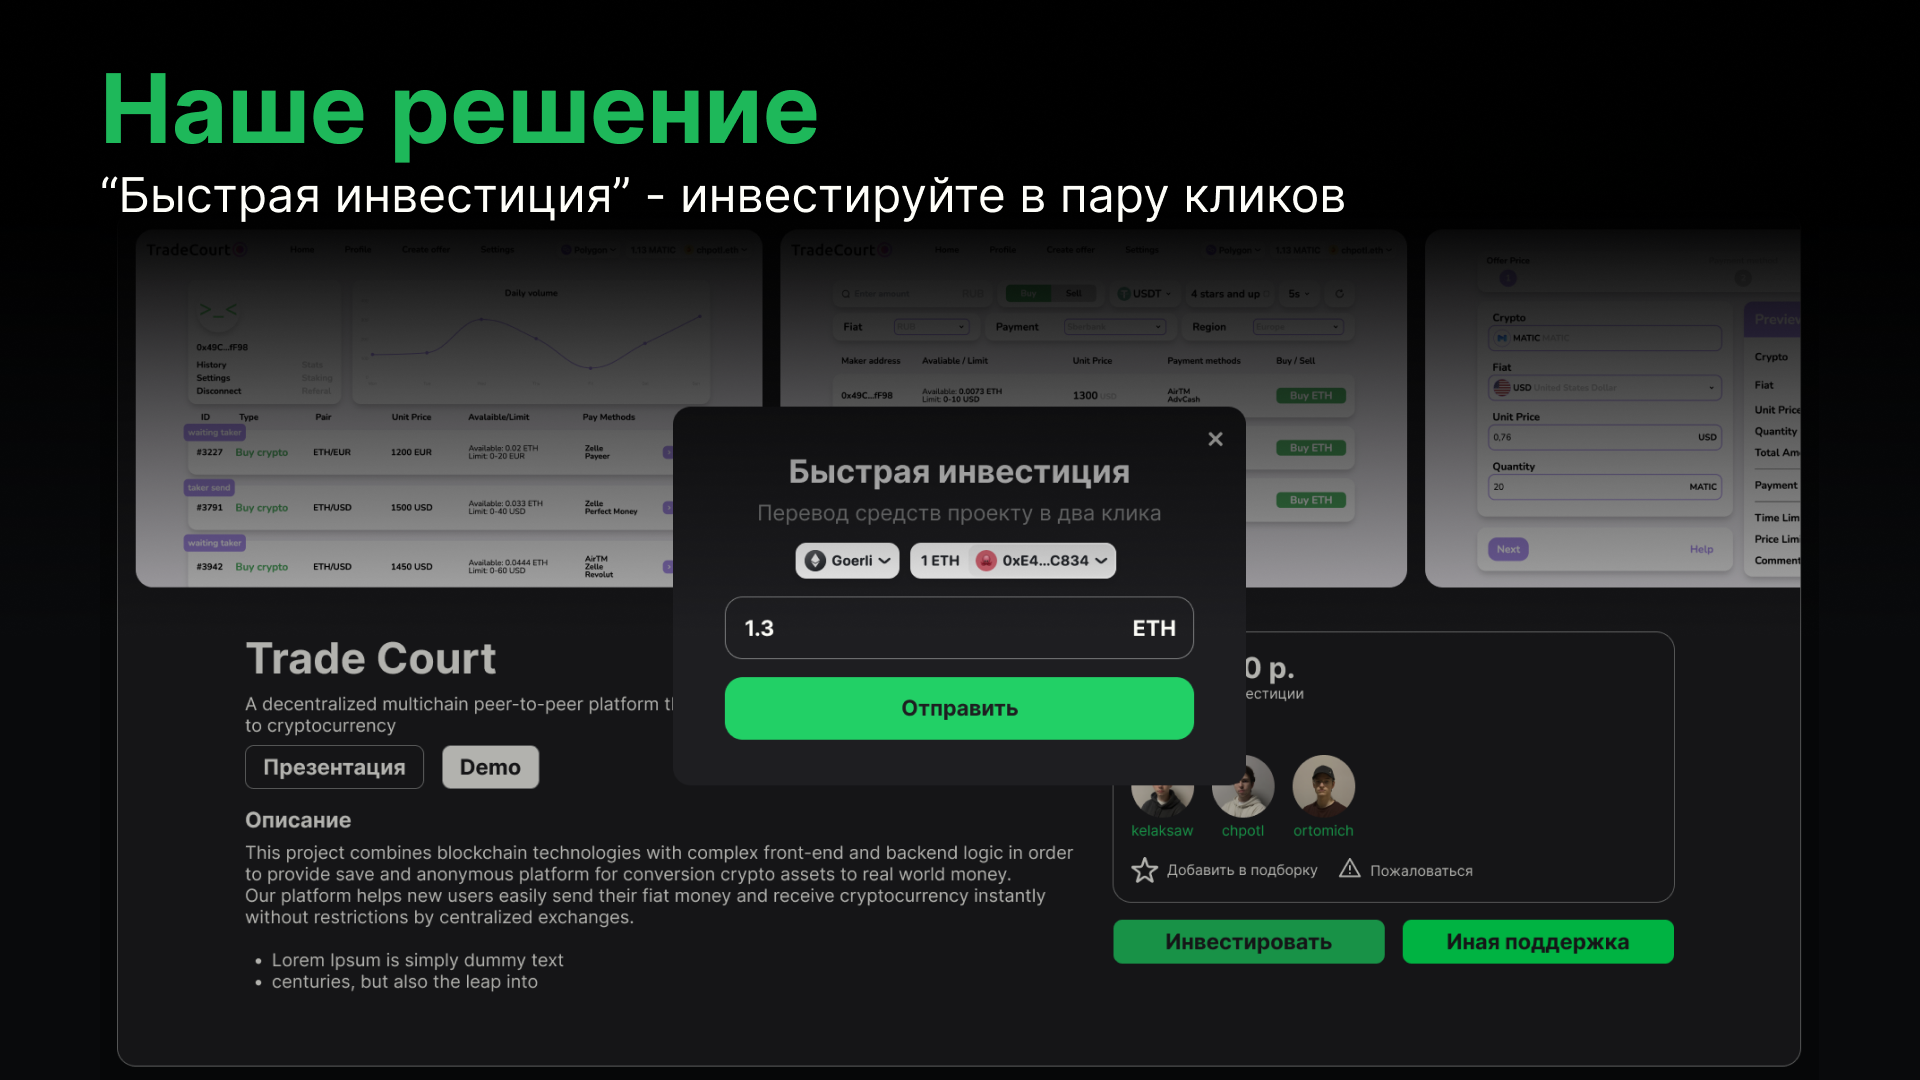 Наше решение
“Быстрая инвестиция” - инвестируйте в пару кликов
TradeCourt Home Profile Create offer Settings Polygon 1.13 MATIC chpotl.eth
Daily volume
0x49C...fF98
History Stats
Settings Staking
Disconnect Referal
ID Type Pair Unit Price Avalaible/Limit Pay Methods
waiting taker
#3227 Buy crypto ETH/EUR 1200 EUR Available: 0.02 ETH Limit: 0-20 EUR Zelle Payeer
taker send
#3791 Buy crypto ETH/USD 1500 USD Available: 0.033 ETH Limit: 0-40 USD Zelle Perfect Money
waiting taker
#3942 Buy crypto ETH/USD 1450 USD Available: 0.0444 ETH Limit: 0-60 USD AirTM Zelle Revolut
TradeCourt Home Profile Create offer Settings Polygon 1.13 MATIC chpotl.eth
Enter amount RUB Buy Sell USDT 4 stars and up 5s
Fiat RUB Payment Region Europe
Maker address Avaliable / Limit Unit Price Payment methods Buy / Sell
0x49C...fF98 Available: 0.0073 ETH Limit: 0-10 USD 1300 USD AirTM AdvCash Buy ETH
Buy ETH
Buy ETH
Offer Price
Crypto
MATIC MATIC
Fiat
USD United States Dollar
Unit Price
0,76 USD
Quantity
20 MATIC
Next Help
Preview
Crypto
Fiat
Unit Price
Quantity
Total Am
Payment
Time Lim
Price Lim
Comment
Быстрая инвестиция
Перевод средств проекту в два клика
Goerli 1 ETH 0xE4...C834
1.3 ETH
Отправить
Trade Court
A decentralized multichain peer-to-peer platform t
to cryptocurrency
Презентация Demo
Описание
This project combines blockchain technologies with complex front-end and backend logic in order
to provide save and anonymous platform for conversion crypto assets to real world money.
Our platform helps new users easily send their fiat money and receive cryptocurrency instantly
without restrictions by centralized exchanges.
• Lorem Ipsum is simply dummy text
• centuries, but also the leap into
0 р.
естиции
kelaksaw chpotl ortomich
Добавить в подборку Пожаловаться
Инвестировать Иная поддержка